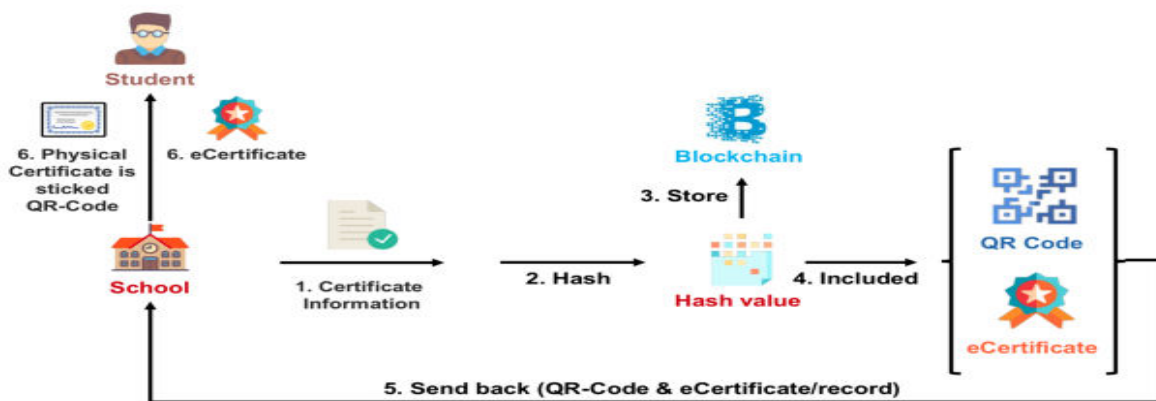 Student
6. Physical
Certificate is
sticked
QR-Code
6. eCertificate
School
1. Certificate
Information
2. Hash
Blockchain
3. Store
Hash value
4. Included
QR Code
eCertificate
5. Send back (QR-Code & eCertificate/record)